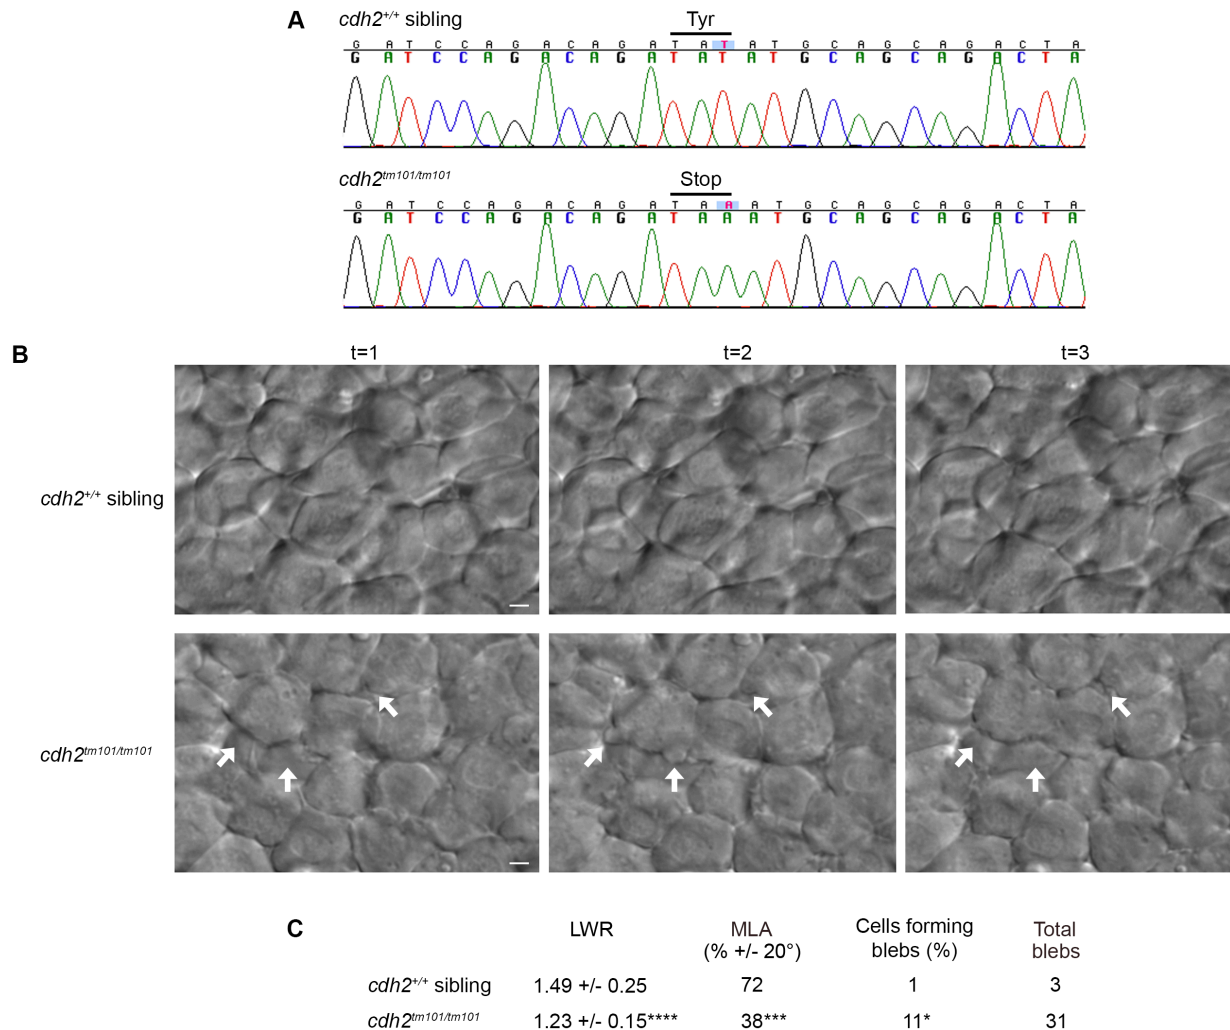 A
cdh2+/+ sibling
Tyr
G A T C C A G A C A G A T A T A T G C A G C A G A C T A
G A T C C A G A C A G A T A T A T G C A G C A G A C T A
cdh2tm101/tm101
Stop
G A T C C A G A C A G A T A A A T G C A G C A G A C T A
G A T C C A G A C A G A T A A A T G C A G C A G A C T A
B
t=1 t=2 t=3
cdh2+/+ sibling
cdh2tm101/tm101
C
LWR MLA (% +/- 20°) Cells forming blebs (%) Total blebs
cdh2+/+ sibling 1.49 +/- 0.25 72 1 3
cdh2tm101/tm101 1.23 +/- 0.15**** 38*** 11* 31